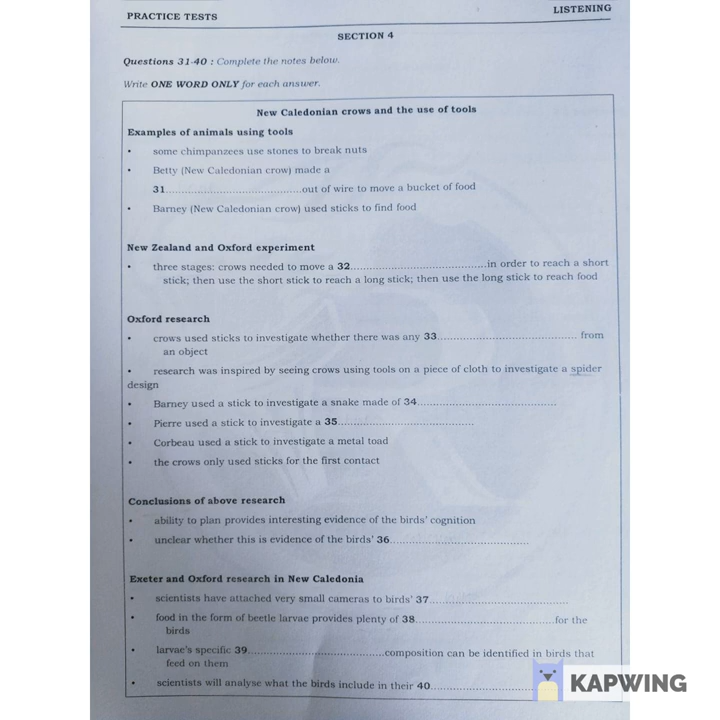 PRACTICE TESTS
LISTENING
SECTION 4
Questions 31-40 : Complete the notes below.
Write ONE WORD ONLY for each answer.
New Caledonian crows and the use of tools
Examples of animals using tools
• some chimpanzees use stones to break nuts
• Betty (New Caledonian crow) made a
31.......................................out of wire to move a bucket of food
• Barney (New Caledonian crow) used sticks to find food
New Zealand and Oxford experiment
• three stages: crows needed to move a 32.......................................in order to reach a short
stick; then use the short stick to reach a long stick; then use the long stick to reach food
Oxford research
• crows used sticks to investigate whether there was any 33....................................... from
an object
• research was inspired by seeing crows using tools on a piece of cloth to investigate a spider
design
• Barney used a stick to investigate a snake made of 34.......................................
• Pierre used a stick to investigate a 35.......................................
• Corbeau used a stick to investigate a metal toad
• the crows only used sticks for the first contact
Conclusions of above research
• ability to plan provides interesting evidence of the birds' cognition
• unclear whether this is evidence of the birds' 36.......................................
Exeter and Oxford research in New Caledonia
• scientists have attached very small cameras to birds' 37.......................................
• food in the form of beetle larvae provides plenty of 38.......................................for the
birds
• larvae's specific 39.......................................composition can be identified in birds that
feed on them
• scientists will analyse what the birds include in their 40..............................
KAPWING